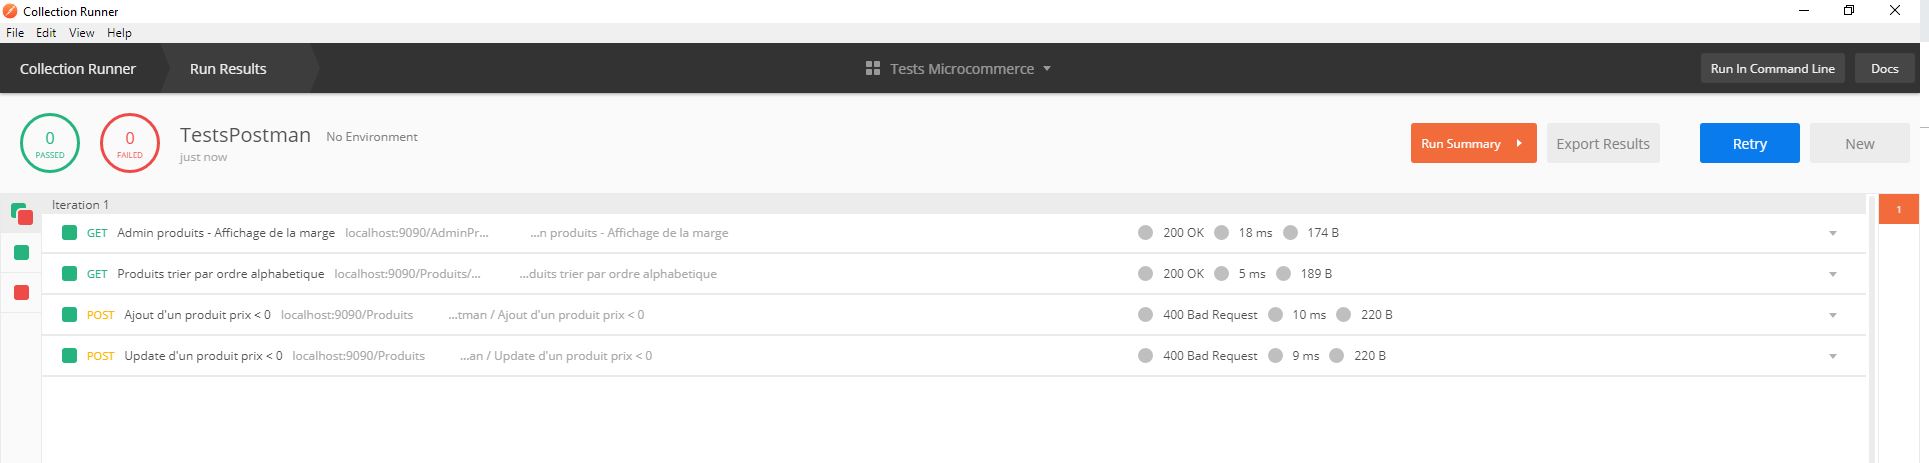 Collection Runner
File Edit View Help
Collection Runner Run Results Tests Microcommerce Run In Command Line Docs
0 PASSED 0 FAILED TestsPostman No Environment Run Summary Export Results Retry New
just now
Iteration 1 1
GET Admin produits - Affichage de la marge localhost:9090/AdminPr... ...n produits - Affichage de la marge 200 OK 18 ms 174 B
GET Produits trier par ordre alphabetique localhost:9090/Produits/... ...duits trier par ordre alphabetique 200 OK 5 ms 189 B
POST Ajout d'un produit prix < 0 localhost:9090/Produits ...tman / Ajout d'un produit prix < 0 400 Bad Request 10 ms 220 B
POST Update d'un produit prix < 0 localhost:9090/Produits ...an / Update d'un produit prix < 0 400 Bad Request 9 ms 220 B